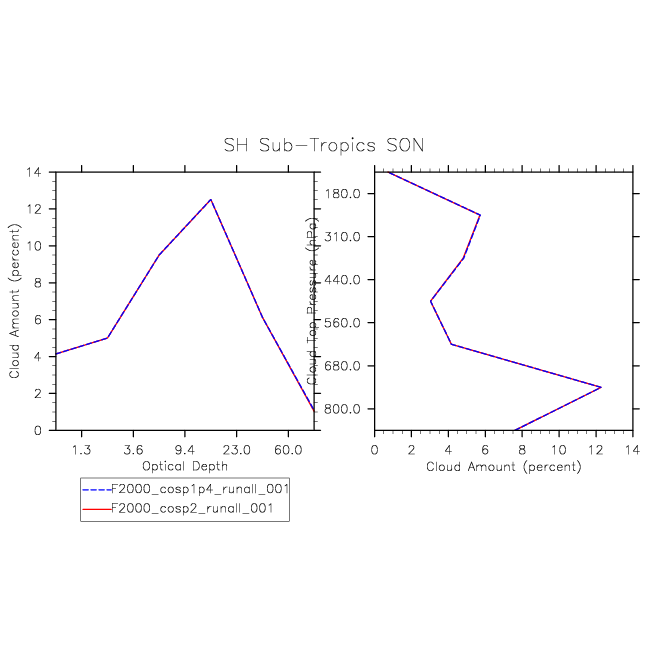 SH Sub-Tropics SON
14
12
10
8
6
4
2
0
Cloud Amount (percent)
1.3 3.6 9.4 23.0 60.0
Optical Depth
Cloud Top Pressure (hPa)
180.0
310.0
440.0
560.0
680.0
800.0
0 2 4 6 8 10 12 14
Cloud Amount (percent)
F2000_cosp1p4_runall_001
F2000_cosp2_runall_001